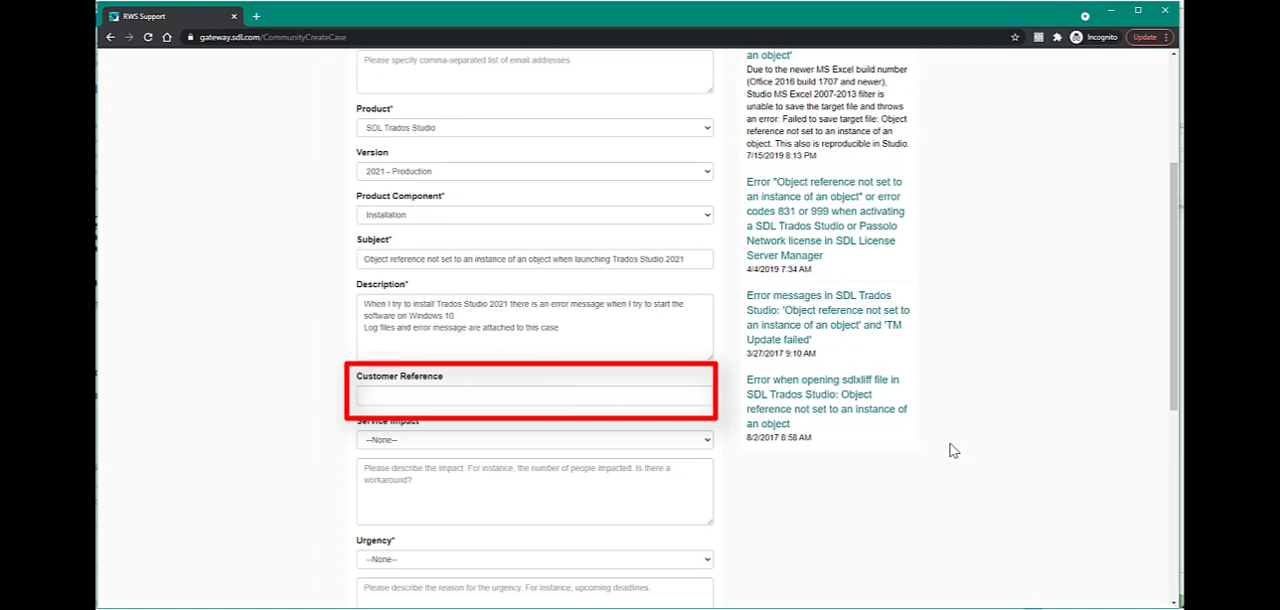 RWS Support
gateway.sdl.com/CommunityCreateCase
Incognito
Update
Please specify comma-separated list of email addresses
Product*
SDL Trados Studio
Version
2021 - Production
Product Component*
Installation
Subject*
Object reference not set to an instance of an object when launching Trados Studio 2021
Description*
When I try to install Trados Studio 2021 there is an error message when I try to start the
software on Windows 10
Log files and error message are attached to this case
Customer Reference
Service Impact
--None--
Please describe the impact. For instance, the number of people impacted. Is there a
workaround?
Urgency*
--None--
Please describe the reason for the urgency. For instance, upcoming deadlines.
an object'
Due to the newer MS Excel build number
(Office 2016 build 1707 and newer),
Studio MS Excel 2007-2013 filter is
unable to save the target file and throws
an error: Failed to save target file: Object
reference not set to an instance of an
object. This also is reproducible in Studio.
7/15/2019 8:13 PM
Error "Object reference not set to
an instance of an object" or error
codes 831 or 999 when activating
a SDL Trados Studio or Passolo
Network license in SDL License
Server Manager
4/4/2019 7:34 AM
Error messages in SDL Trados
Studio: 'Object reference not set to
an instance of an object' and 'TM
Update failed'
3/27/2017 9:10 AM
Error when opening sdlxliff file in
SDL Trados Studio: Object
reference not set to an instance of
an object
8/2/2017 8:58 AM